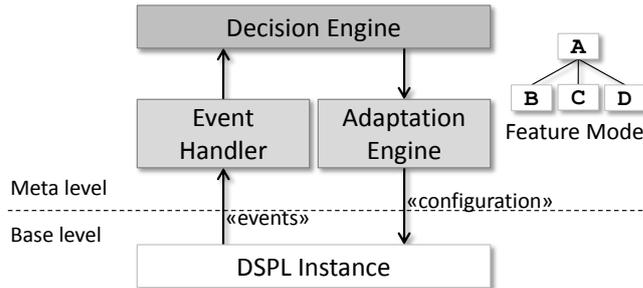 Decision Engine
A
B C D
Event
Handler
Adaptation
Engine
Feature Mode
Meta level
«events»
«configuration»
Base level
DSPL Instance